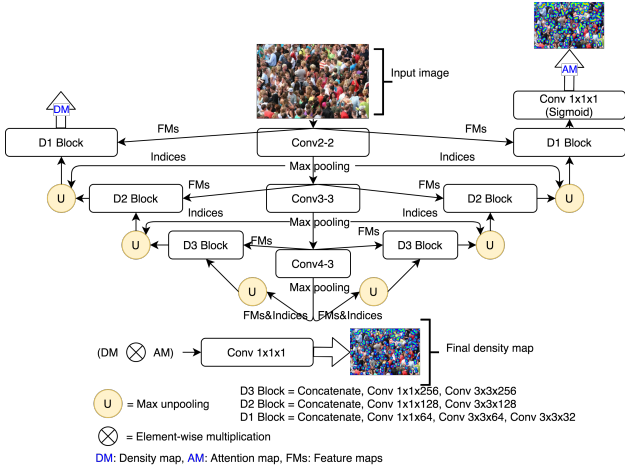 Input image
AM
Conv 1x1x1
(Sigmoid)
DM
FMs
FMs
D1 Block
Conv2-2
D1 Block
Indices
Max pooling
Indices
U
D2 Block
FMs
Conv3-3
FMs
D2 Block
U
Indices
Max pooling
Indices
U
D3 Block
FMs
FMs
D3 Block
U
Conv4-3
Max pooling
U
U
FMs&Indices
FMs&Indices
(DM AM)
Conv 1x1x1
Final density map
D3 Block = Concatenate, Conv 1x1x256, Conv 3x3x256
U = Max unpooling
D2 Block = Concatenate, Conv 1x1x128, Conv 3x3x128
D1 Block = Concatenate, Conv 1x1x64, Conv 3x3x64, Conv 3x3x32
= Element-wise multiplication
DM: Density map, AM: Attention map, FMs: Feature maps